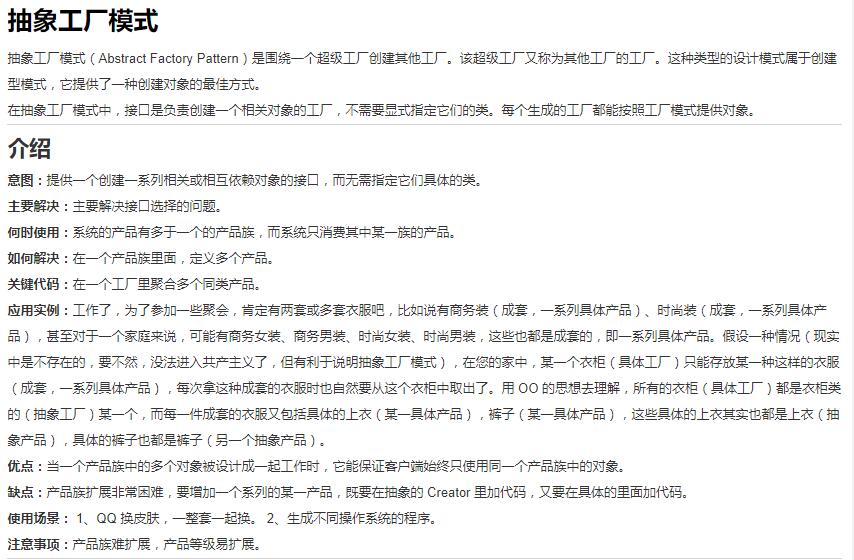 抽象工厂模式
抽象工厂模式（Abstract Factory Pattern）是围绕一个超级工厂创建其他工厂。该超级工厂又称为其他工厂的工厂。这种类型的设计模式属于创建
型模式，它提供了一种创建对象的最佳方式。
在抽象工厂模式中，接口是负责创建一个相关对象的工厂，不需要显式指定它们的类。每个生成的工厂都能按照工厂模式提供对象。
介绍
意图：提供一个创建一系列相关或相互依赖对象的接口，而无需指定它们具体的类。
主要解决：主要解决接口选择的问题。
何时使用：系统的产品有多于一个的产品族，而系统只消费其中某一族的产品。
如何解决：在一个产品族里面，定义多个产品。
关键代码：在一个工厂里聚合多个同类产品。
应用实例：工作了，为了参加一些聚会，肯定有两套或多套衣服吧，比如说有商务装（成套，一系列具体产品）、时尚装（成套，一系列具体产
品），甚至对于一个家庭来说，可能有商务女装、商务男装、时尚女装、时尚男装，这些也都是成套的，即一系列具体产品。假设一种情况（现实
中是不存在的，要不然，没法进入共产主义了，但有利于说明抽象工厂模式），在您的家中，某一个衣柜（具体工厂）只能存放某一种这样的衣服
（成套，一系列具体产品），每次拿这种成套的衣服时也自然要从这个衣柜中取出了。用 OO 的思想去理解，所有的衣柜（具体工厂）都是衣柜类
的（抽象工厂）某一个，而每一件成套的衣服又包括具体的上衣（某一具体产品），裤子（某一具体产品），这些具体的上衣其实也都是上衣（抽
象产品），具体的裤子也都是裤子（另一个抽象产品）。
优点：当一个产品族中的多个对象被设计成一起工作时，它能保证客户端始终只使用同一个产品族中的对象。
缺点：产品族扩展非常困难，要增加一个系列的某一产品，既要在抽象的 Creator 里加代码，又要在具体的里面加代码。
使用场景： 1、QQ 换皮肤，一整套一起换。 2、生成不同操作系统的程序。
注意事项：产品族难扩展，产品等级易扩展。